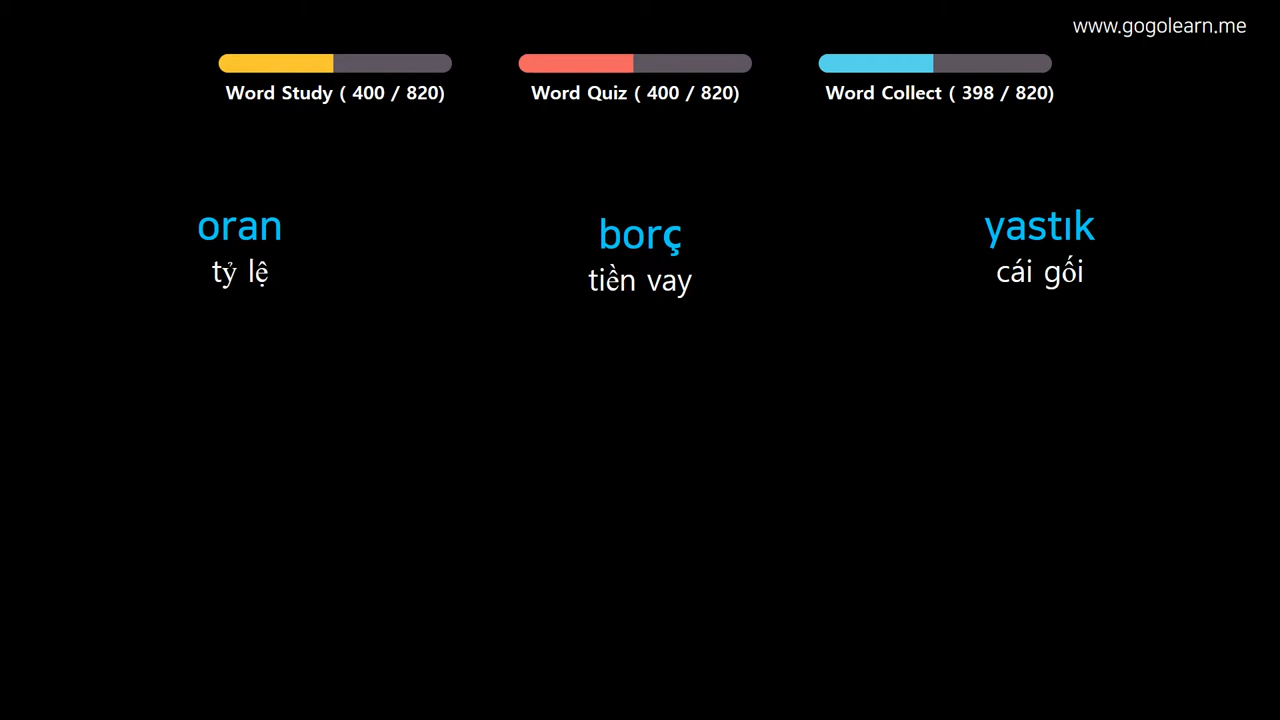 www.gogolearn.me
Word Study ( 400 / 820)
Word Quiz ( 400 / 820)
Word Collect ( 398 / 820)
oran
tỷ lệ
borç
tiền vay
yastık
cái gối